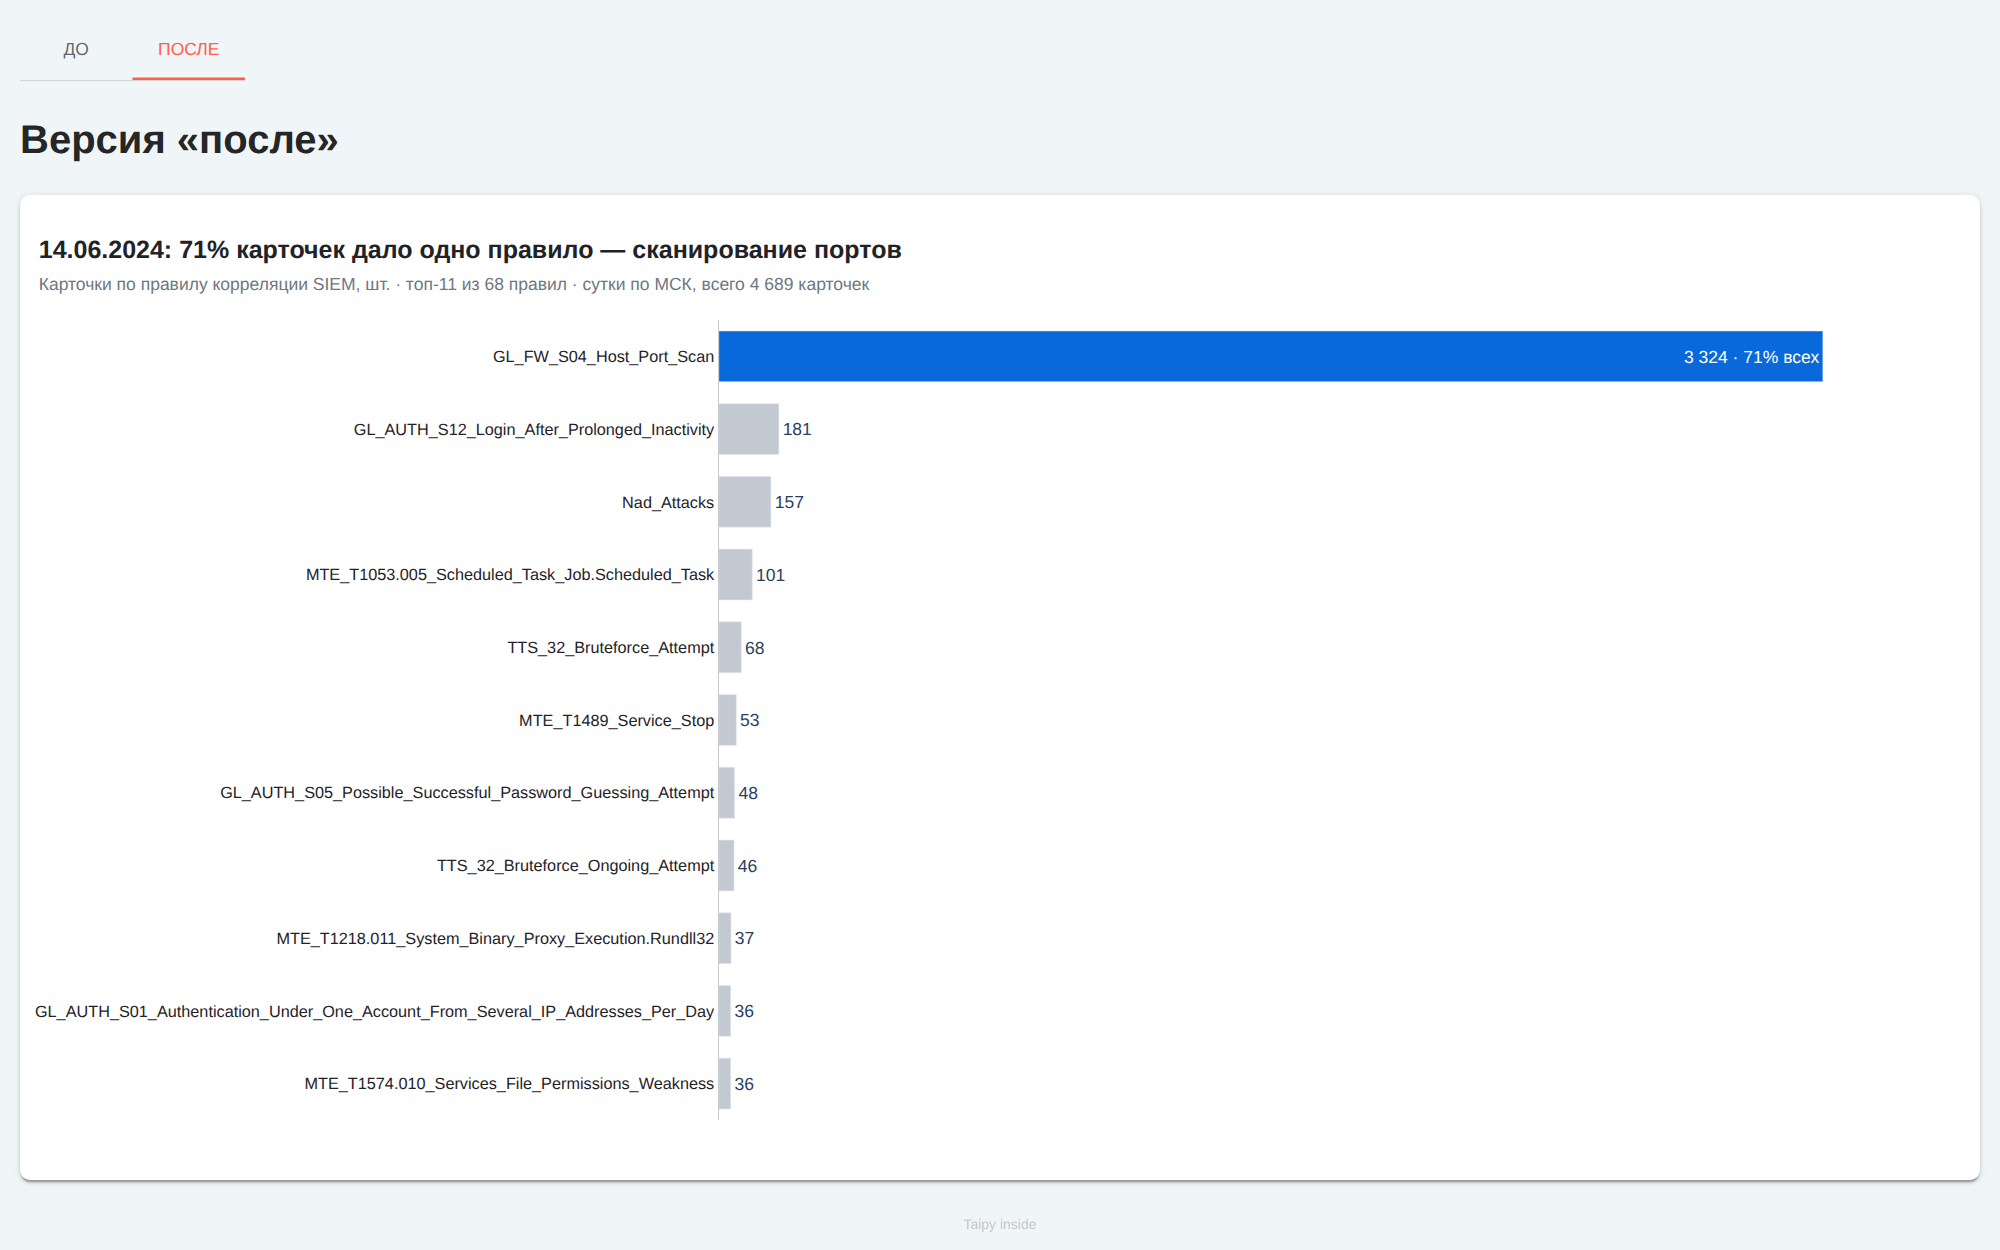 ДО
ПОСЛЕ
Версия «после»
14.06.2024: 71% карточек дало одно правило — сканирование портов
Карточки по правилу корреляции SIEM, шт. · топ-11 из 68 правил · сутки по МСК, всего 4 689 карточек
GL_FW_S04_Host_Port_Scan
3 324 · 71% всех
GL_AUTH_S12_Login_After_Prolonged_Inactivity
181
Nad_Attacks
157
MTE_T1053.005_Scheduled_Task_Job.Scheduled_Task
101
TTS_32_Bruteforce_Attempt
68
MTE_T1489_Service_Stop
53
GL_AUTH_S05_Possible_Successful_Password_Guessing_Attempt
48
TTS_32_Bruteforce_Ongoing_Attempt
46
MTE_T1218.011_System_Binary_Proxy_Execution.Rundll32
37
GL_AUTH_S01_Authentication_Under_One_Account_From_Several_IP_Addresses_Per_Day
36
MTE_T1574.010_Services_File_Permissions_Weakness
36
Taipy inside